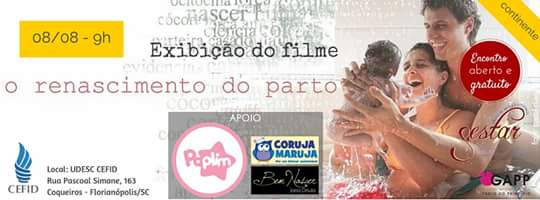 08/08 - 9h
Exibição do filme
o renascimento do parto
continente
Encontro
aberto e
gratuito
APOIO
Peplim
CORUJA
MARUJA
Bem Nascer
gestar
GAPP
CEFID
Local: UDESC CEFID
Rua Pascoal Simone, 163
Coqueiros - Florianópolis/SC